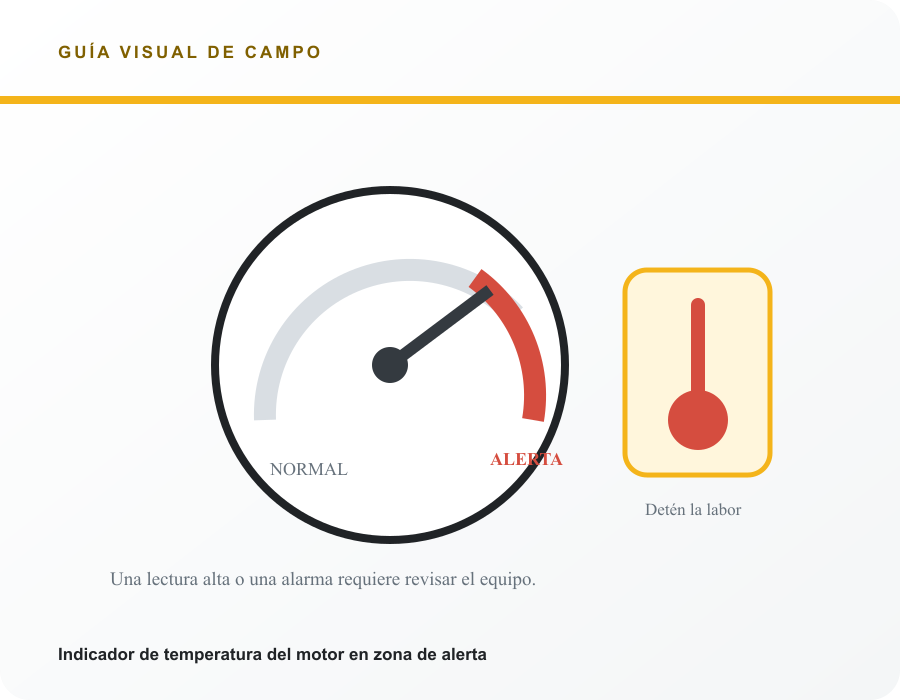 GUÍA VISUAL DE CAMPO
NORMAL
ALERTA
Detén la labor
Una lectura alta o una alarma requiere revisar el equipo.
Indicador de temperatura del motor en zona de alerta